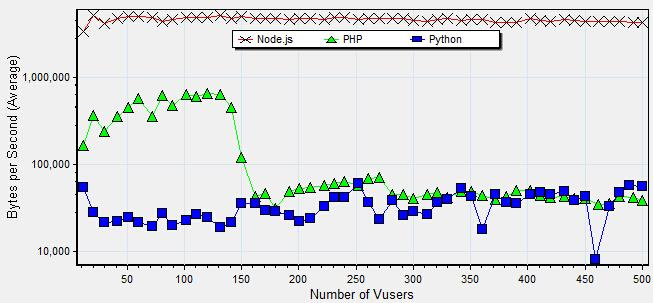 Bytes per Second (Average)
Node.js PHP Python
1,000,000
100,000
10,000
50 100 150 200 250 300 350 400 450 500
Number of Vusers